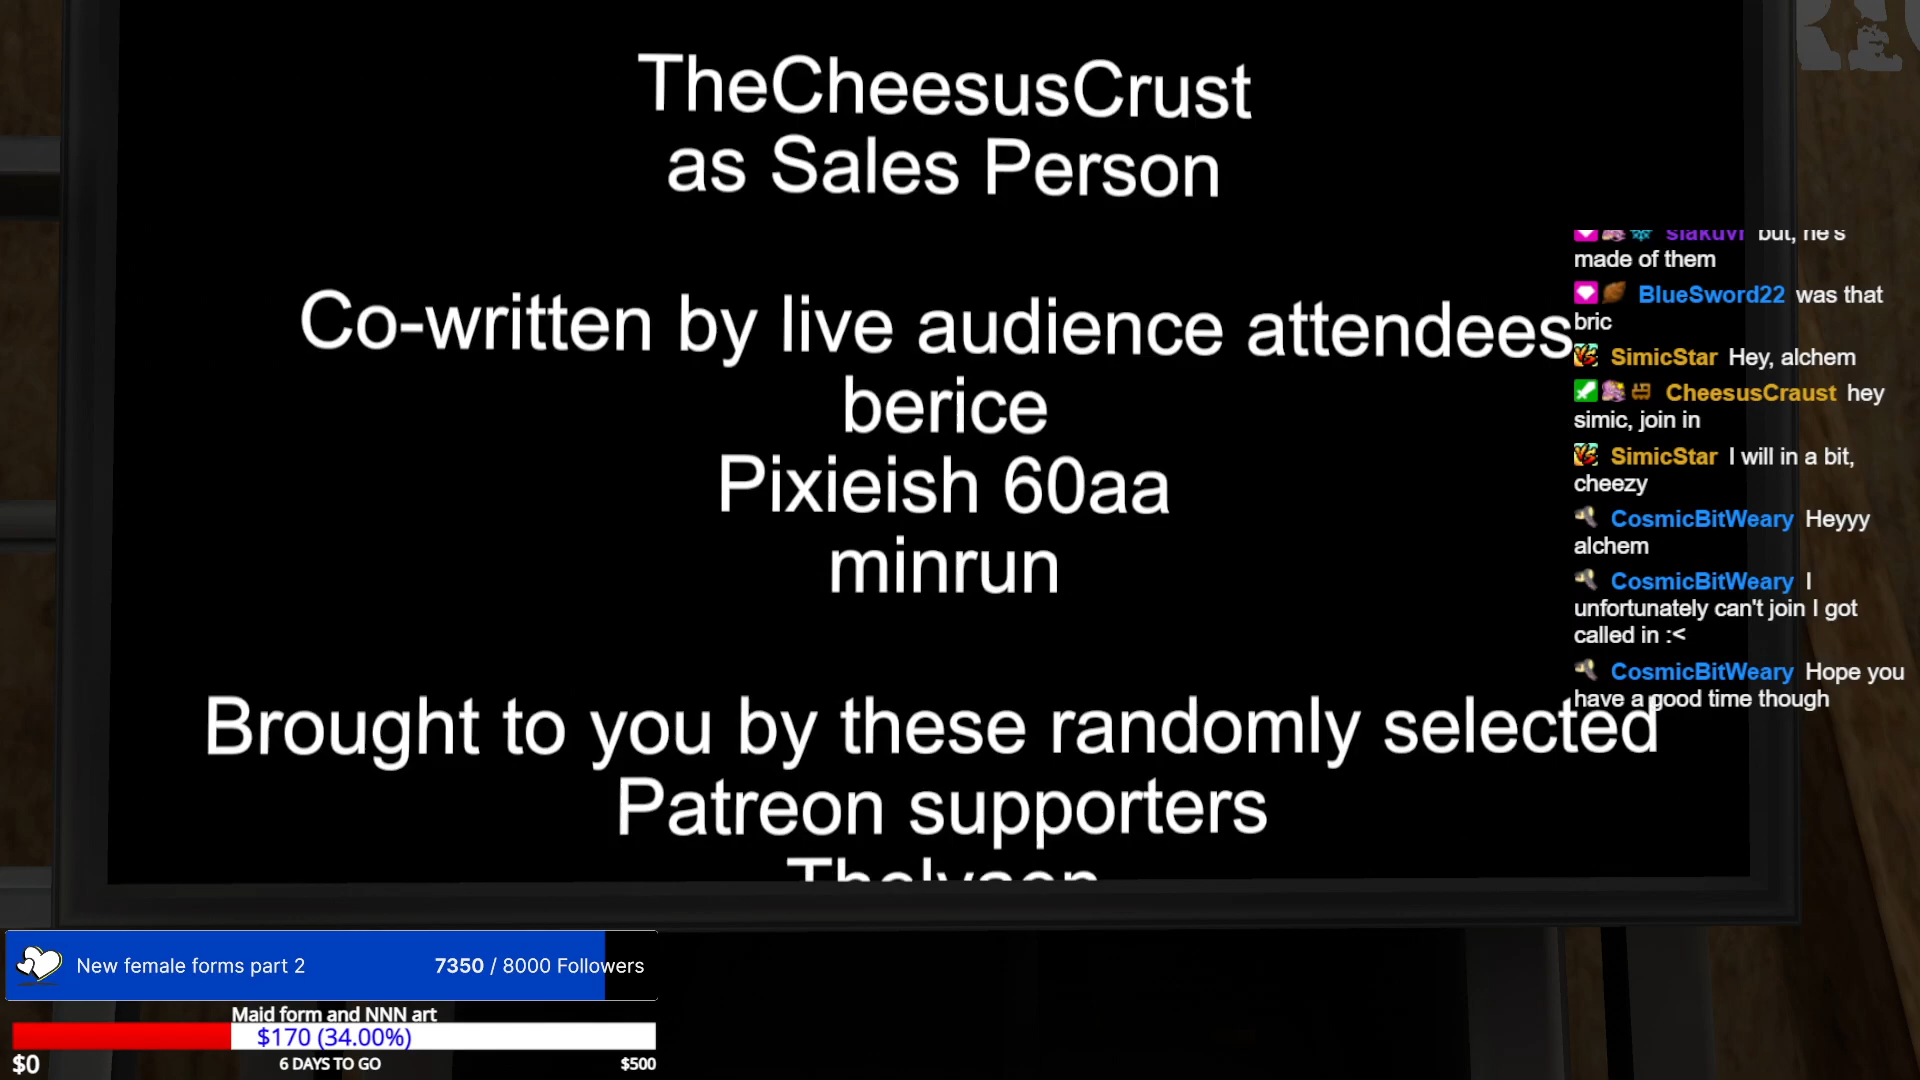 TheCheesusCrust
as Sales Person
Co-written by live audience attendees
berice
Pixieish 60aa
minrun
Brought to you by these randomly selected
Patreon supporters
but, he's
made of them
BlueSword22 was that
bric
SimicStar Hey, alchem
CheesusCraust hey
simic, join in
SimicStar I will in a bit,
cheezy
CosmicBitWeary Heyyy
alchem
CosmicBitWeary I
unfortunately can't join I got
called in :<
CosmicBitWeary Hope you
have a good time though
New female forms part 2 7350 / 8000 Followers
Maid form and NNN art
$170 (34.00%)
$0 6 DAYS TO GO $500